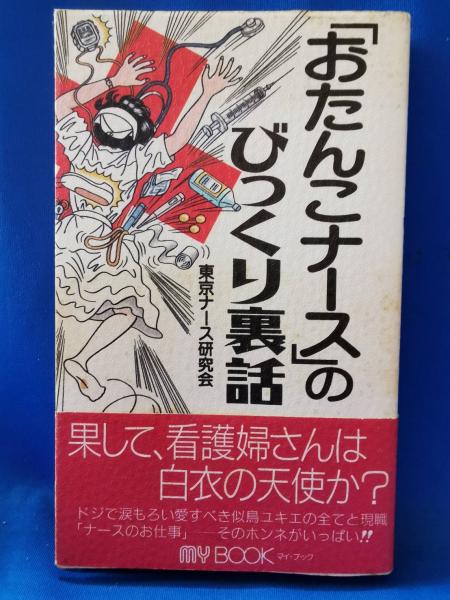 「おたんこナース」の
びっくり裏話
東京ナース研究会
果して、看護婦さんは
白衣の天使か?
ドジで涙もろい愛すべき似鳥ユキエの全てと現職
「ナースのお仕事」――そのホンネがいっぱい!!
MY BOOK マイ・ブック